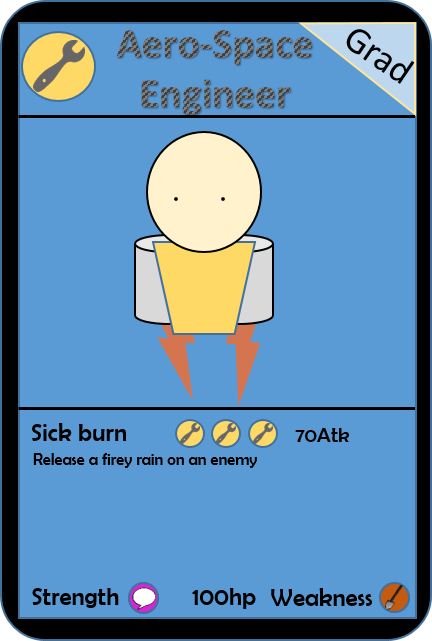 Aero-Space
Engineer
Grad
Sick burn 70Atk
Release a firey rain on an enemy
Strength 100hp Weakness